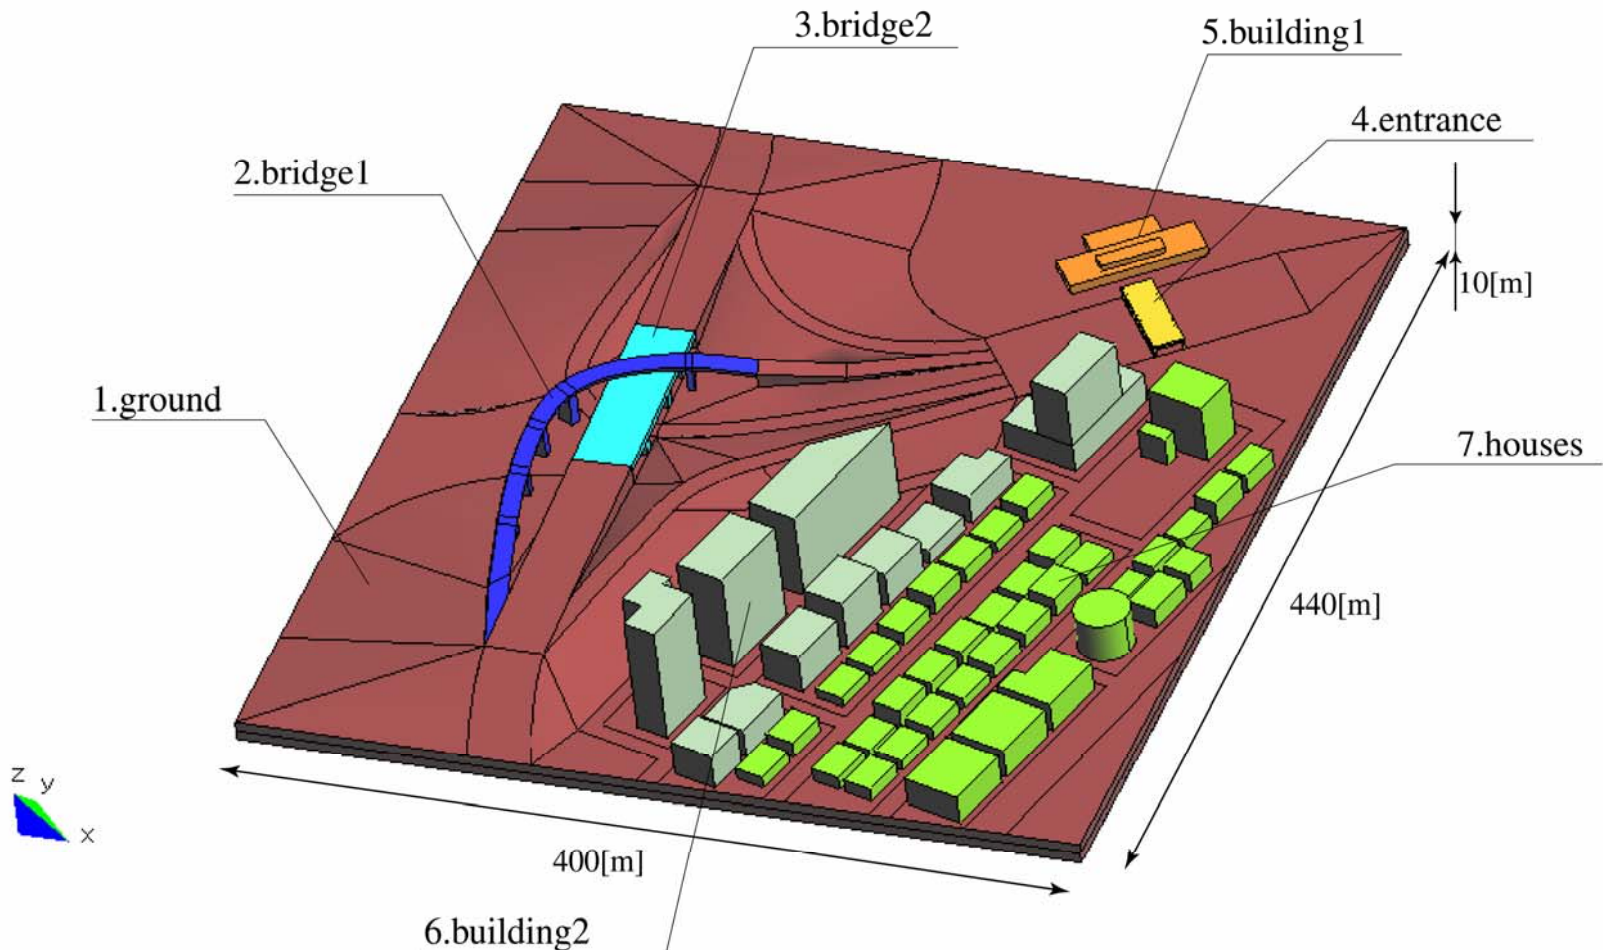 3.bridge2
5.building1
4.entrance
2.bridge1
10[m]
1.ground
7.houses
440[m]
z
y
x
400[m]
6.building2